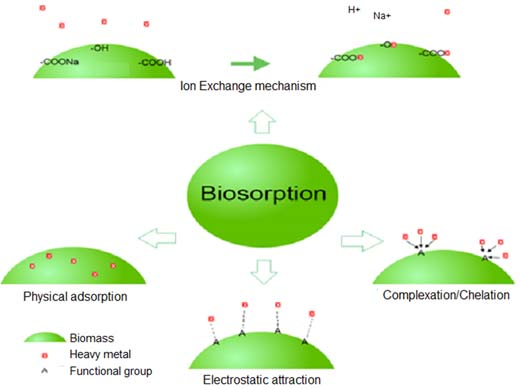 H+
Na+
-OH
-COONa
-COOH
-O
-COO
-COO
Ion Exchange mechanism
Biosorption
A
A
Physical adsorption
Complexation/Chelation
A
A
A
A
Biomass
Heavy metal
A Functional group
Electrostatic attraction